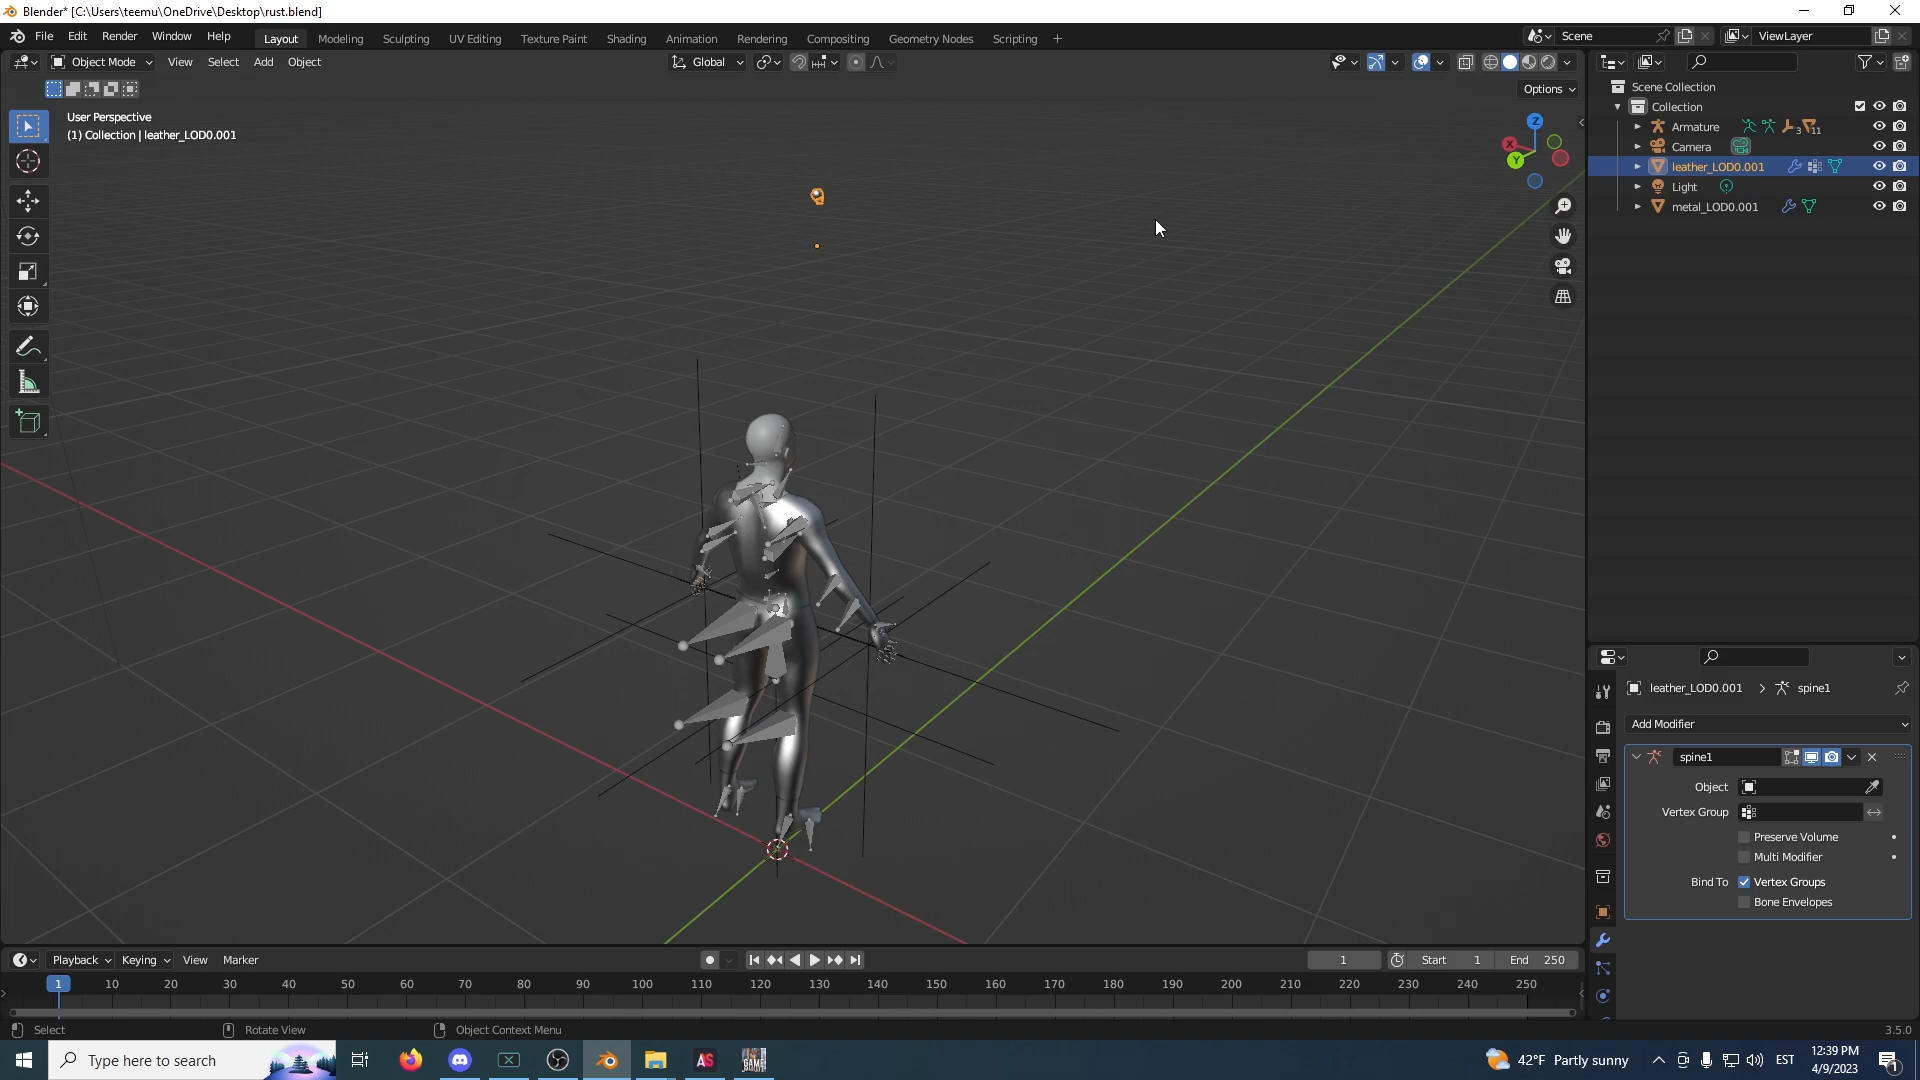 Blender* [C:\Users\teemu\OneDrive\Desktop\rust.blend]
File Edit Render Window Help Layout Modeling Sculpting UV Editing Texture Paint Shading Animation Rendering Compositing Geometry Nodes Scripting + Scene ViewLayer
Object Mode View Select Add Object Global
Options
User Perspective
(1) Collection | leather_LOD0.001
Z
X
Y
Scene Collection
Collection
Armature 3 11
Camera
leather_LOD0.001
Light
metal_LOD0.001
leather_LOD0.001 > spine1
Add Modifier
spine1
Object
Vertex Group
Preserve Volume
Multi Modifier
Bind To Vertex Groups
Bone Envelopes
Playback Keying View Marker 1 Start 1 End 250
1 10 20 30 40 50 60 70 80 90 100 110 120 130 140 150 160 170 180 190 200 210 220 230 240 250
Select Rotate View Object Context Menu 3.5.0
Type here to search AS GAME 42°F Partly sunny EST 12:39 PM
4/9/2023 1